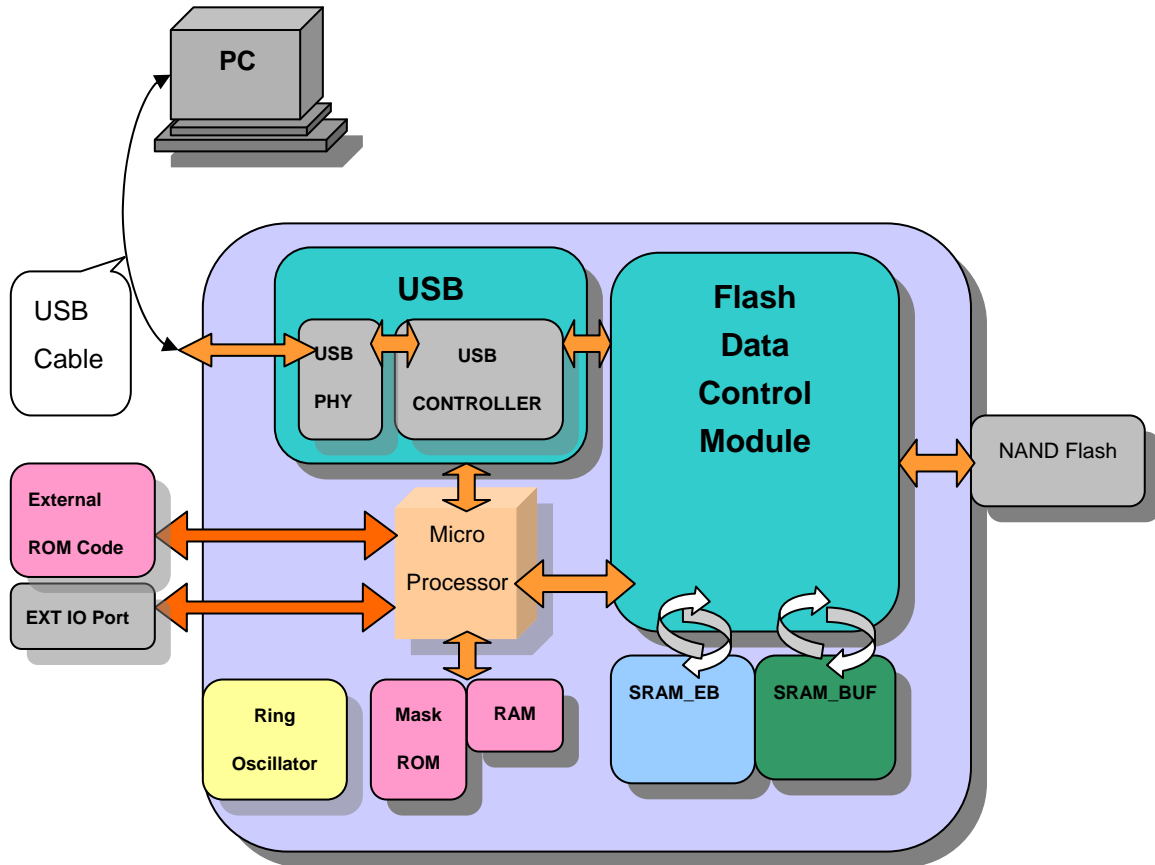 PC
USB
Cable
USB
USB
PHY
USB
CONTROLLER
Flash
Data
Control
Module
NAND Flash
External
ROM Code
EXT IO Port
Micro
Processor
Ring
Oscillator
Mask
ROM
RAM
SRAM_EB
SRAM_BUF